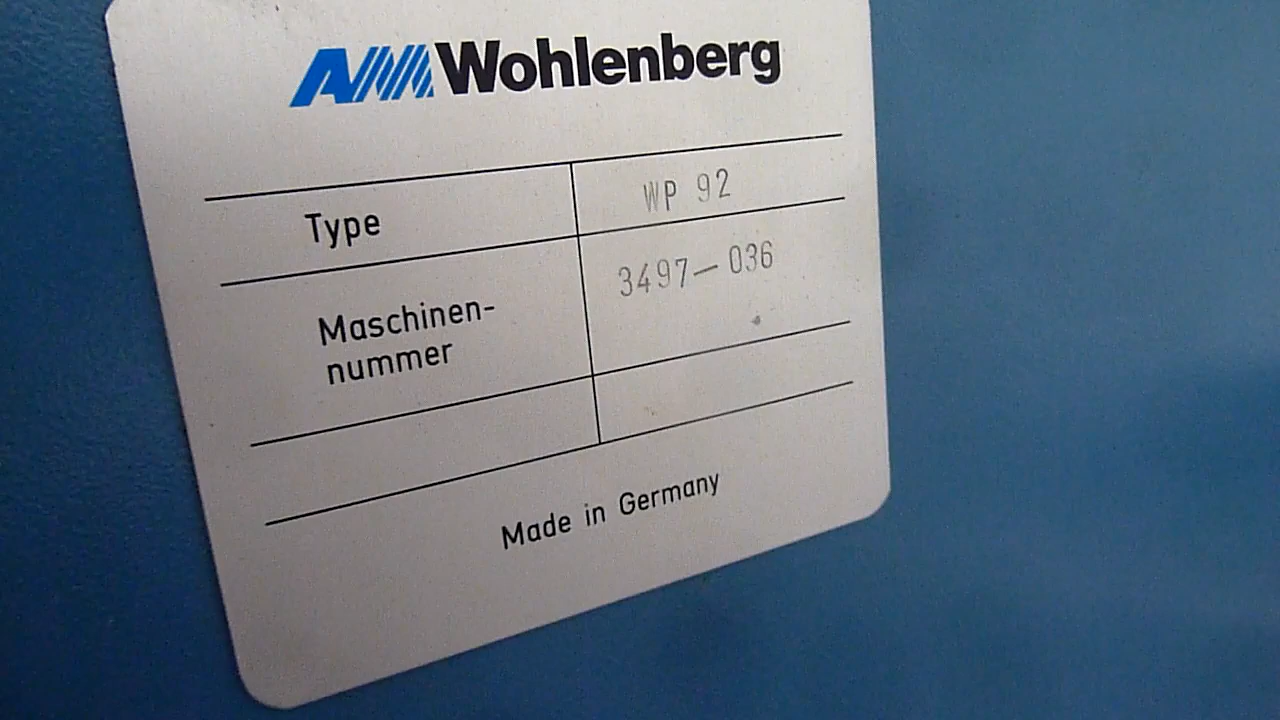 Wohlenberg
Type WP 92
Maschinen- 3497-036
nummer
Made in Germany